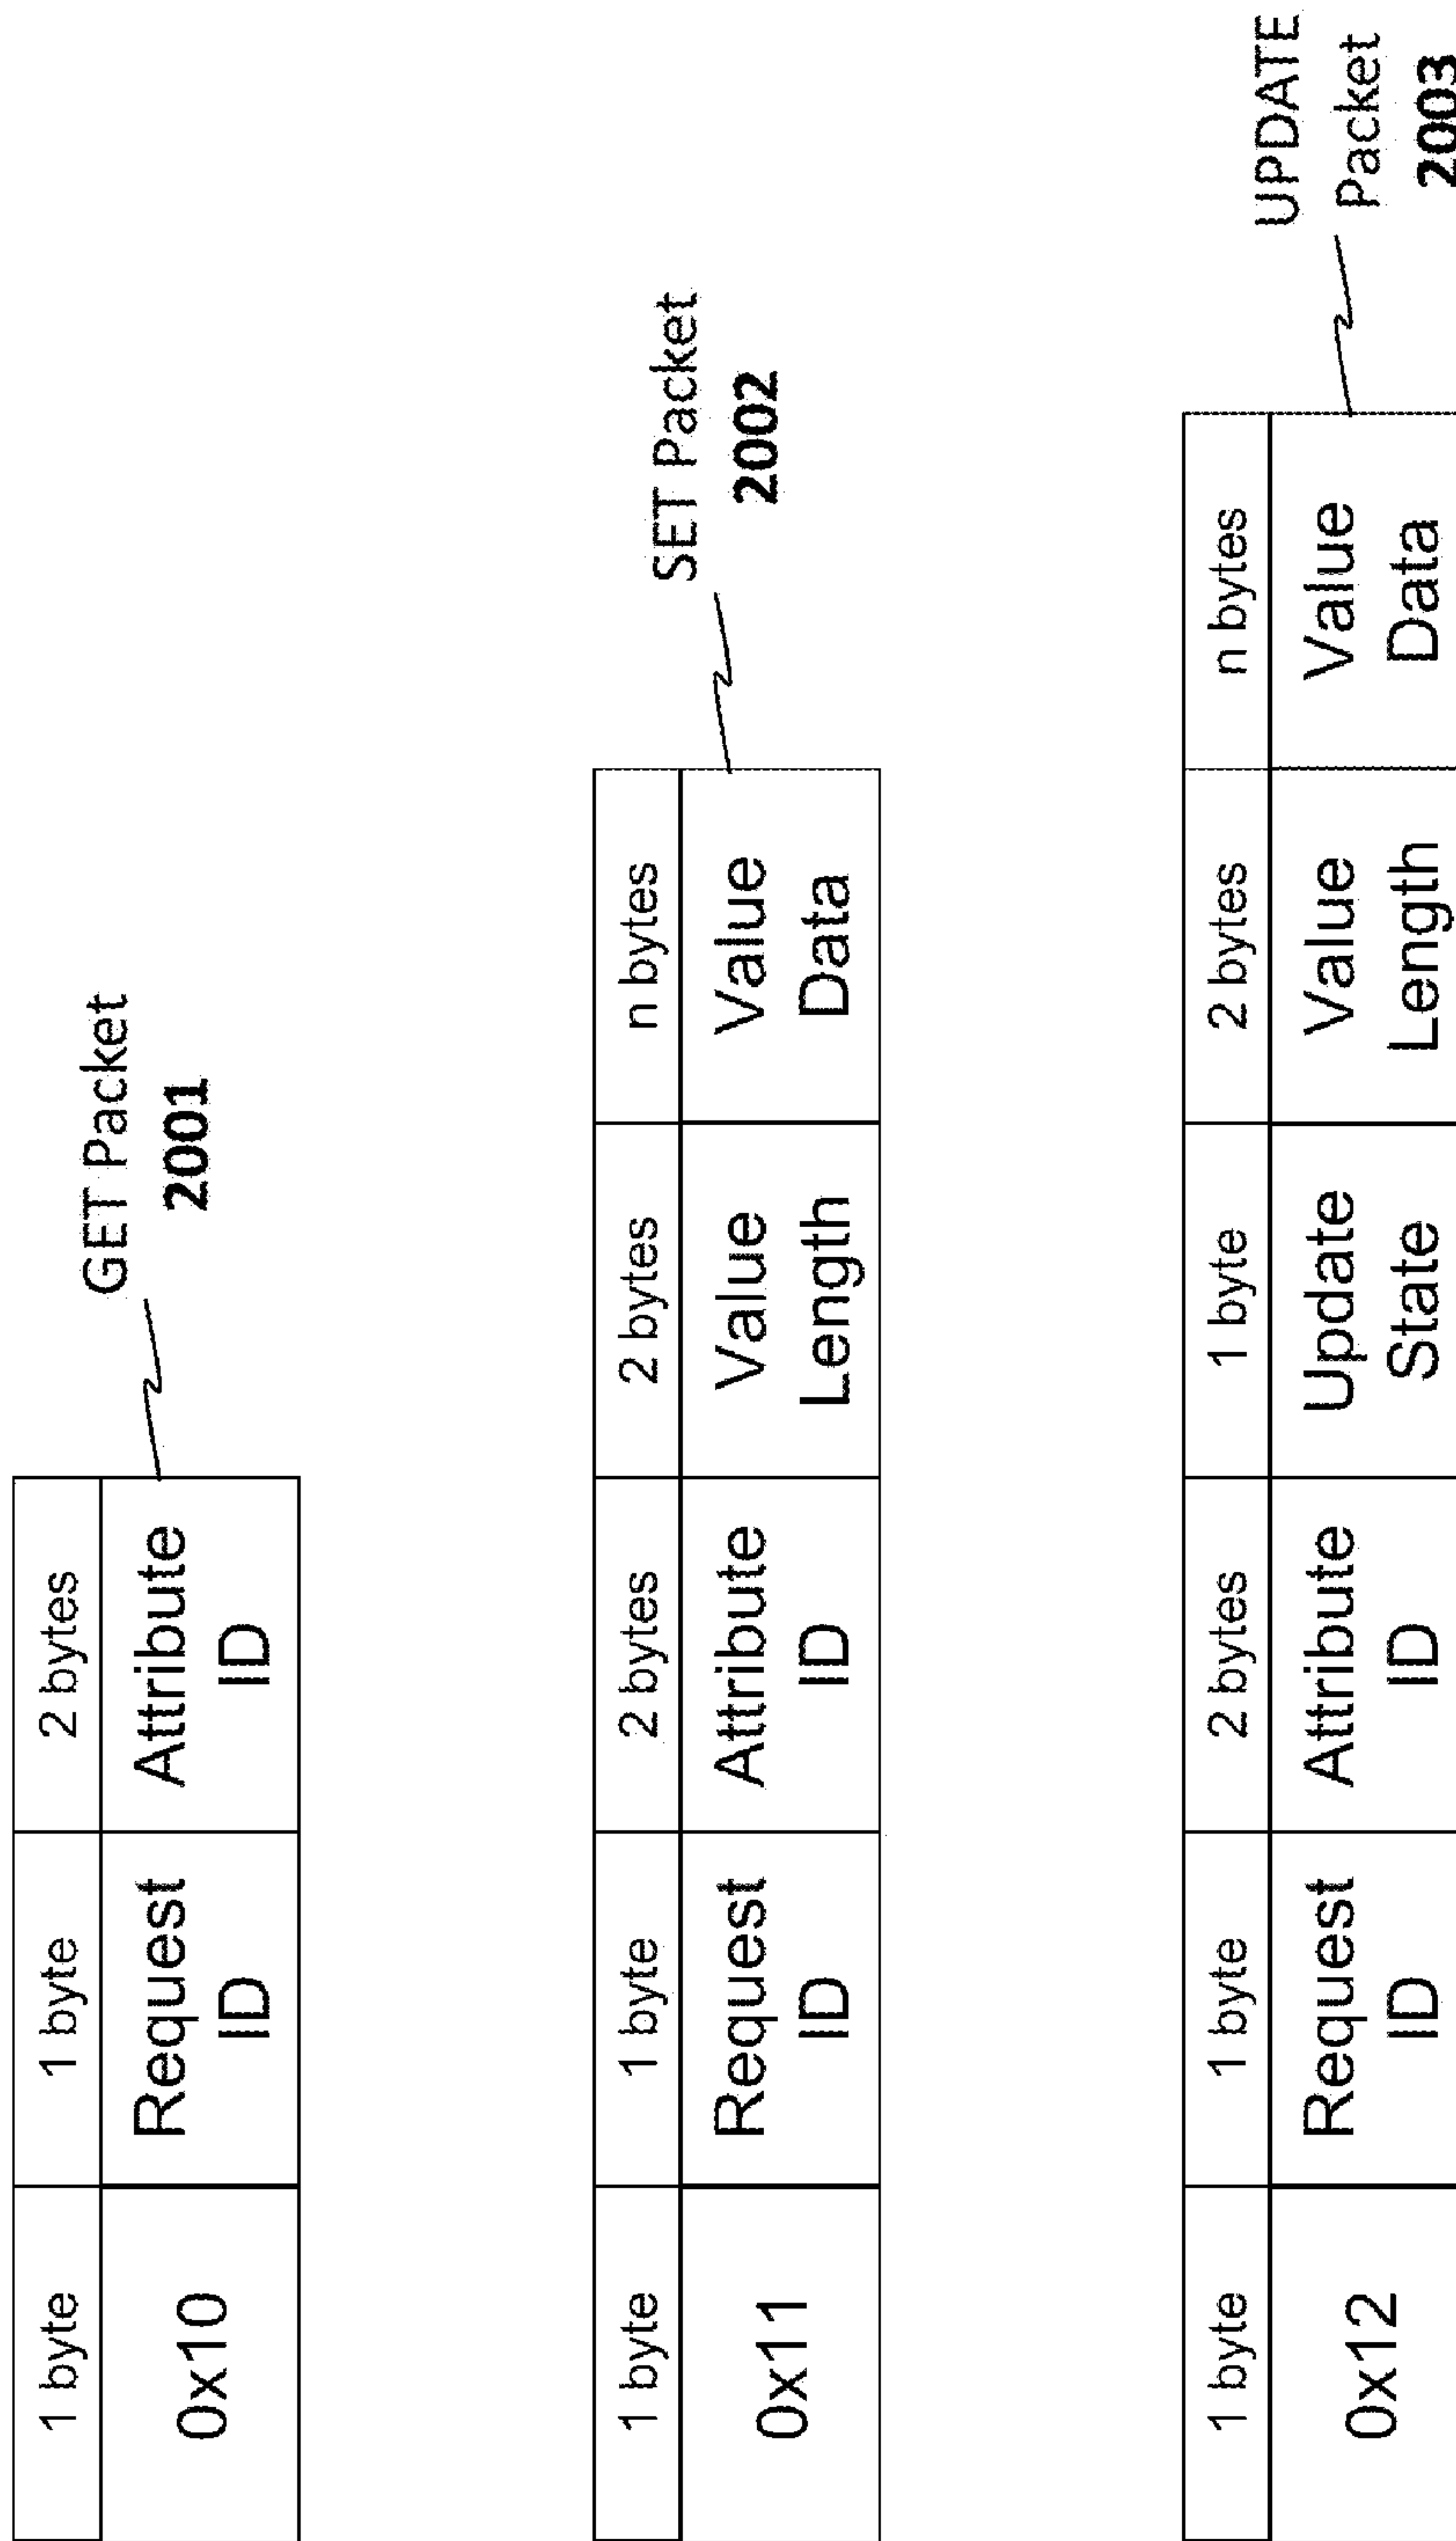 1 byte
1 byte
2 bytes
0x10
Request
ID
Attribute
ID
GET Packet
2001
1 byte
1 byte
2 bytes
2 bytes
n bytes
0x11
Request
ID
Attribute
ID
Value
Length
Value
Data
SET Packet
2002
1 byte
1 byte
2 bytes
1 byte
2 bytes
n bytes
0x12
Request
ID
Attribute
ID
Update
State
Value
Length
Value
Data
UPDATE
Packet
2003